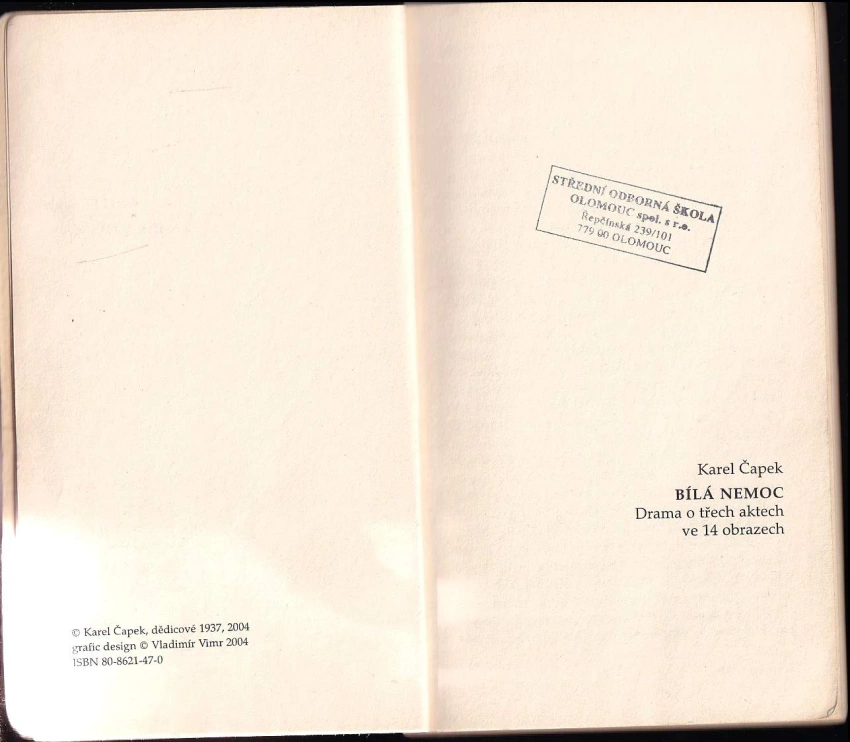 © Karel Čapek, dědicové 1937, 2004
grafic design © Vladimír Vimr 2004
ISBN 80-8621-47-0
STŘEDNÍ ODBORNÁ ŠKOLA
OLOMOUC spol. s r.o.
Řepčínská 239/101
779 00 OLOMOUC
Karel Čapek
BÍLÁ NEMOC
Drama o třech aktech
ve 14 obrazech